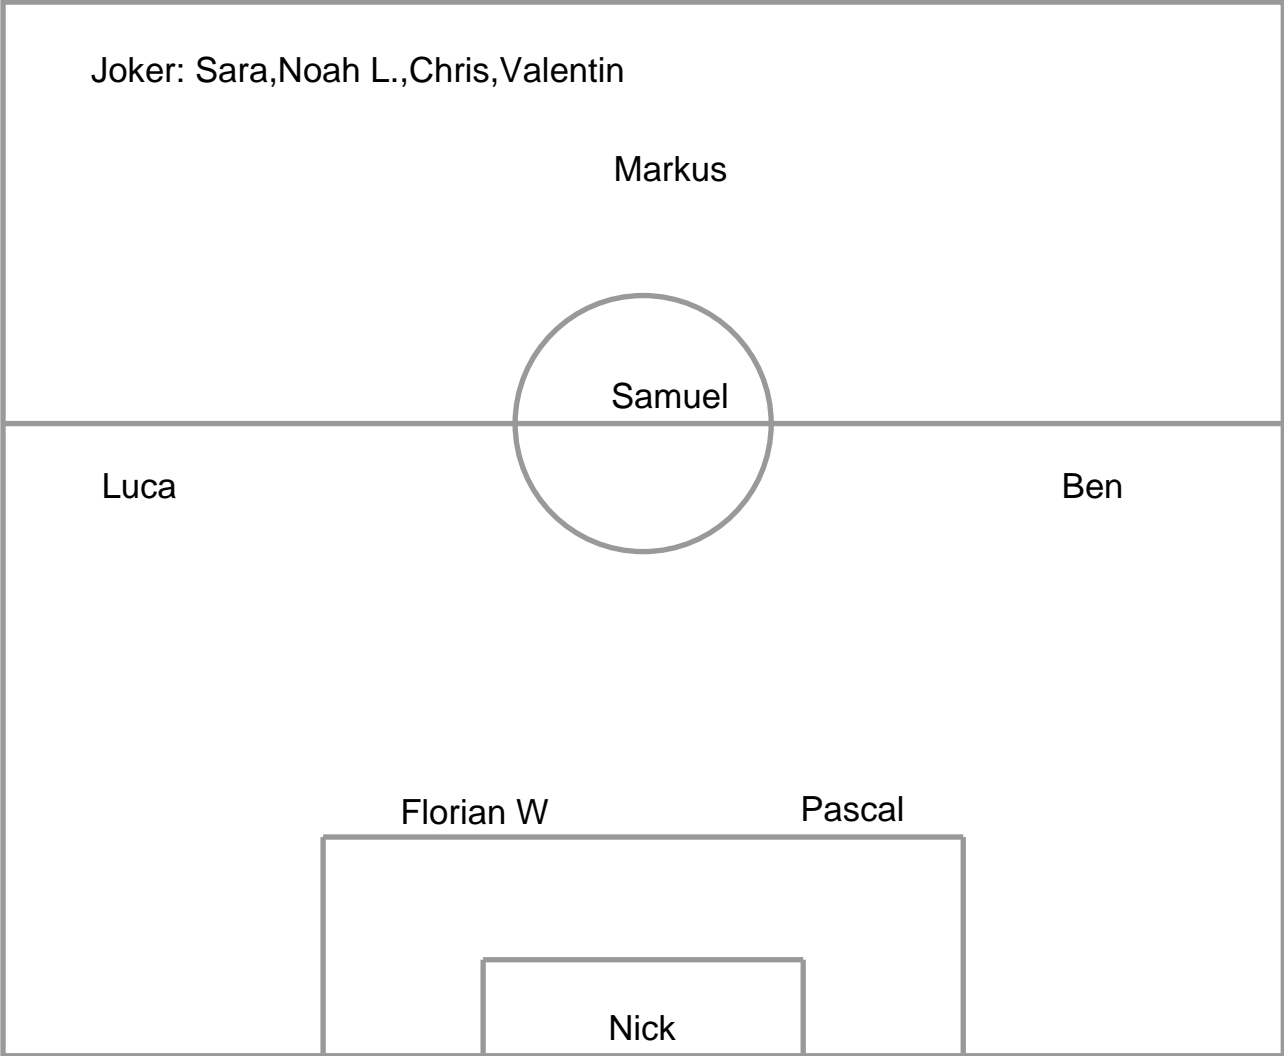 Joker: Sara,Noah L.,Chris,Valentin
Markus
Samuel
Luca
Ben
Florian W
Pascal
Nick